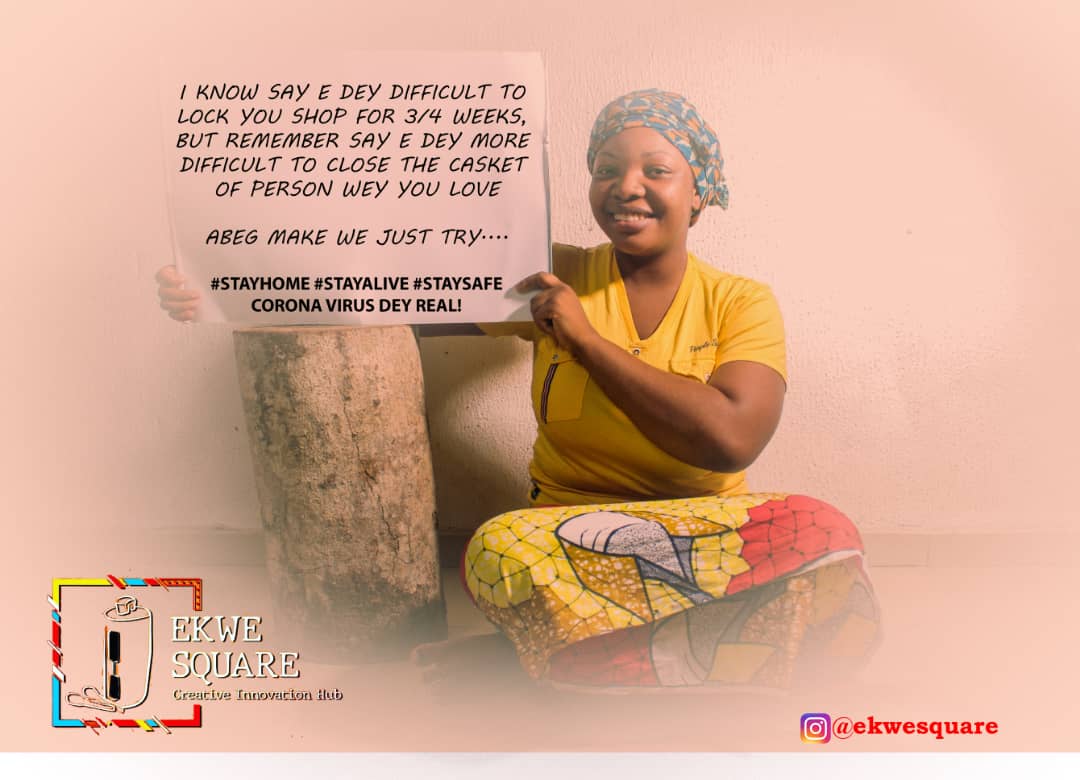 I KNOW SAY E DEY DIFFICULT TO
LOCK YOU SHOP FOR 3/4 WEEKS,
BUT REMEMBER SAY E DEY MORE
DIFFICULT TO CLOSE THE CASKET
OF PERSON WEY YOU LOVE
ABEG MAKE WE JUST TRY....
#STAYHOME #STAYALIVE #STAYSAFE
CORONA VIRUS DEY REAL!
EKWE
SQUARE
Creative Innovation Hub
@ekwesquare